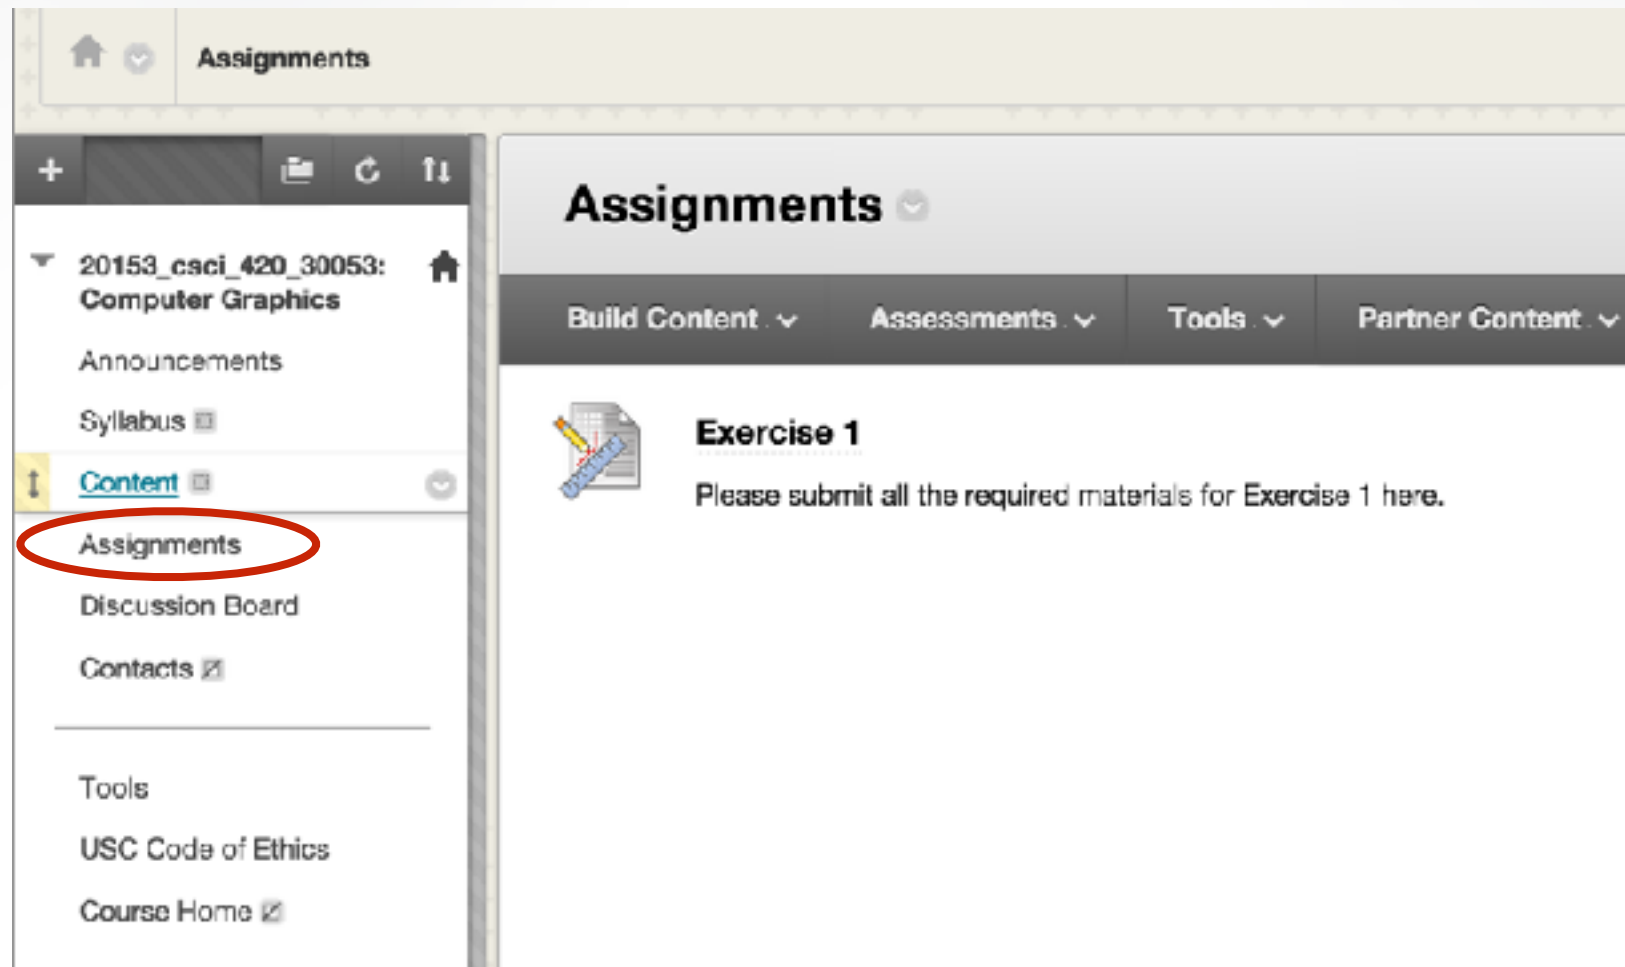 Assignments
20153_csci_420_30053:
Computer Graphics
Announcements
Syllabus
Content
Assignments
Discussion Board
Contacts
Tools
USC Code of Ethics
Course Home
Assignments
Build Content Assessments Tools Partner Content
Exercise 1
Please submit all the required materials for Exercise 1 here.